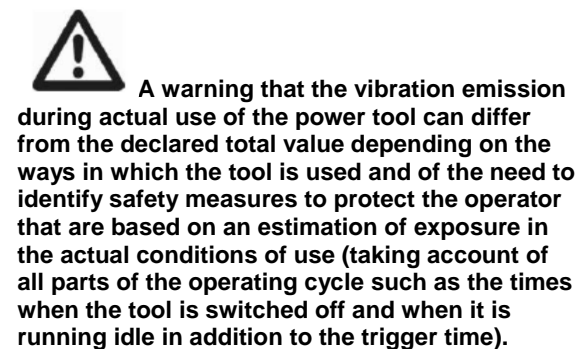 A warning that the vibration emission
during actual use of the power tool can differ
from the declared total value depending on the
ways in which the tool is used and of the need to
identify safety measures to protect the operator
that are based on an estimation of exposure in
the actual conditions of use (taking account of
all parts of the operating cycle such as the times
when the tool is switched off and when it is
running idle in addition to the trigger time).